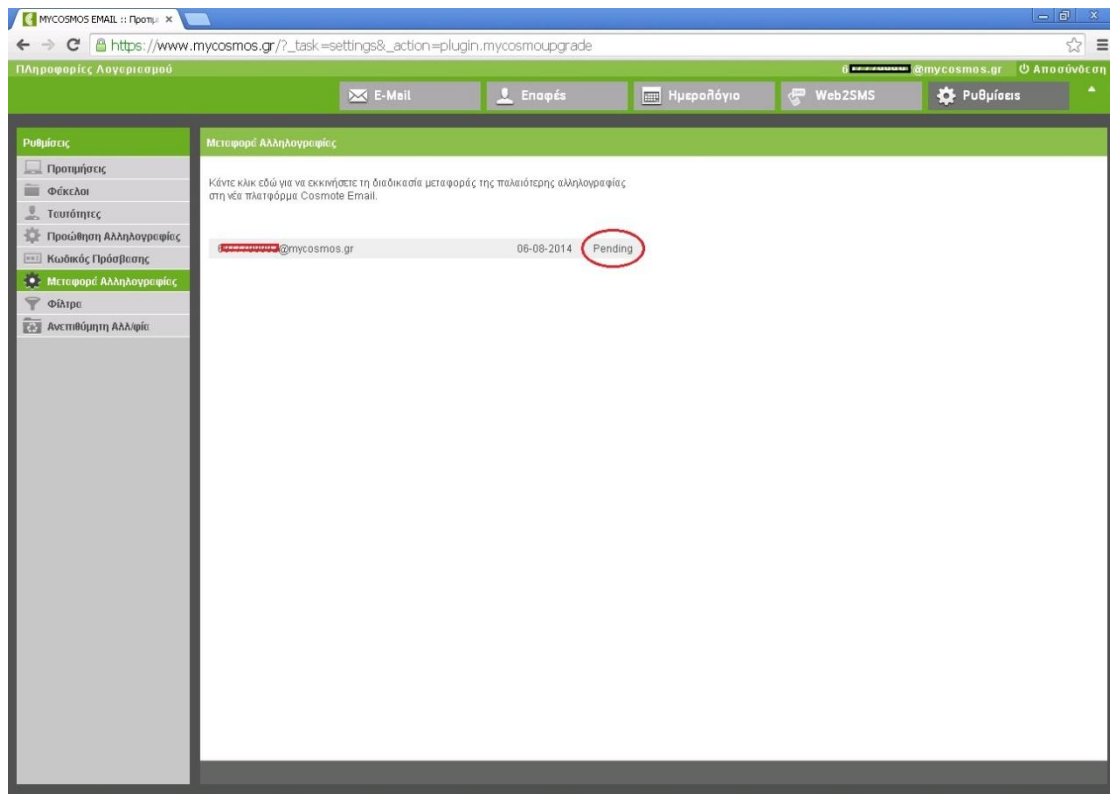 MYCOSMOS EMAIL :: Προτιμ
https://www.mycosmos.gr/?_task=settings&_action=plugin.mycosmoupgrade
Πληροφορίες Λογαριασμού
6 @mycosmos.gr Αποσύνδεση
E-Mail Επαφές Ημερολόγιο Web2SMS Ρυθμίσεις
Ρυθμίσεις
Προτιμήσεις
Φάκελοι
Ταυτότητες
Προώθηση Αλληλογραφίας
Κωδικός Πρόσβασης
Μεταφορά Αλληλογραφίας
Φίλτρα
Ανεπιθύμητη Αλλ/φία
Μεταφορά Αλληλογραφίας
Κάντε κλικ εδώ για να εκκινήσετε τη διαδικασία μεταφοράς της παλαιότερης αλληλογραφίας
στη νέα πλατφόρμα Cosmote Email.
@mycosmos.gr 06-08-2014 Pending